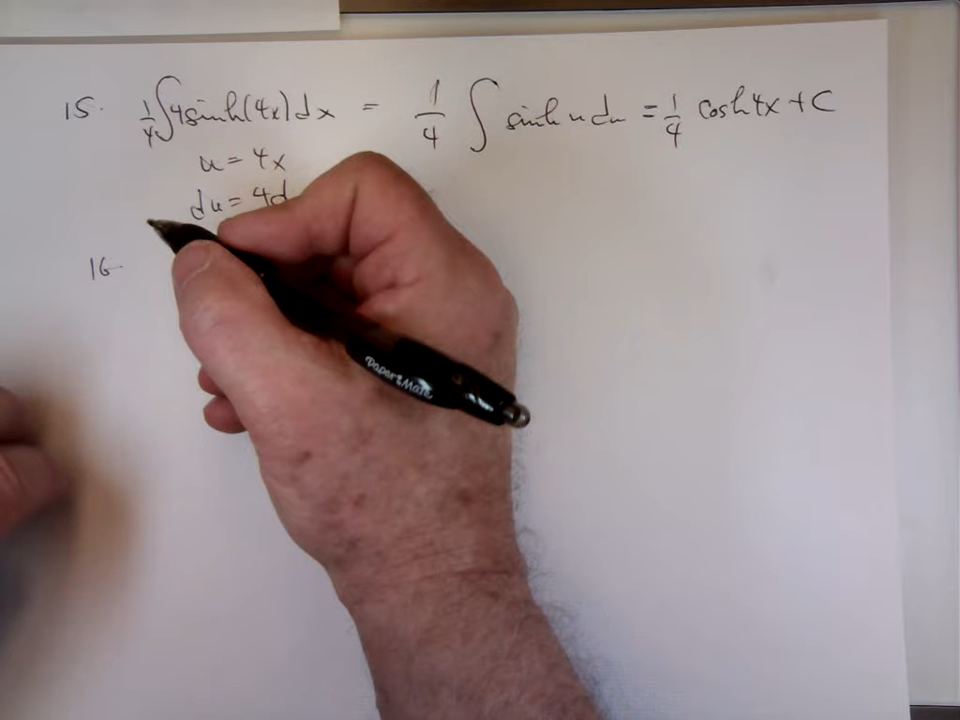 15. 1/4 ∫ 4 sinh(4x) dx = 1/4 ∫ sinh u du = 1/4 cosh 4x + C
u = 4x
du = 4d
16.
PaperMate